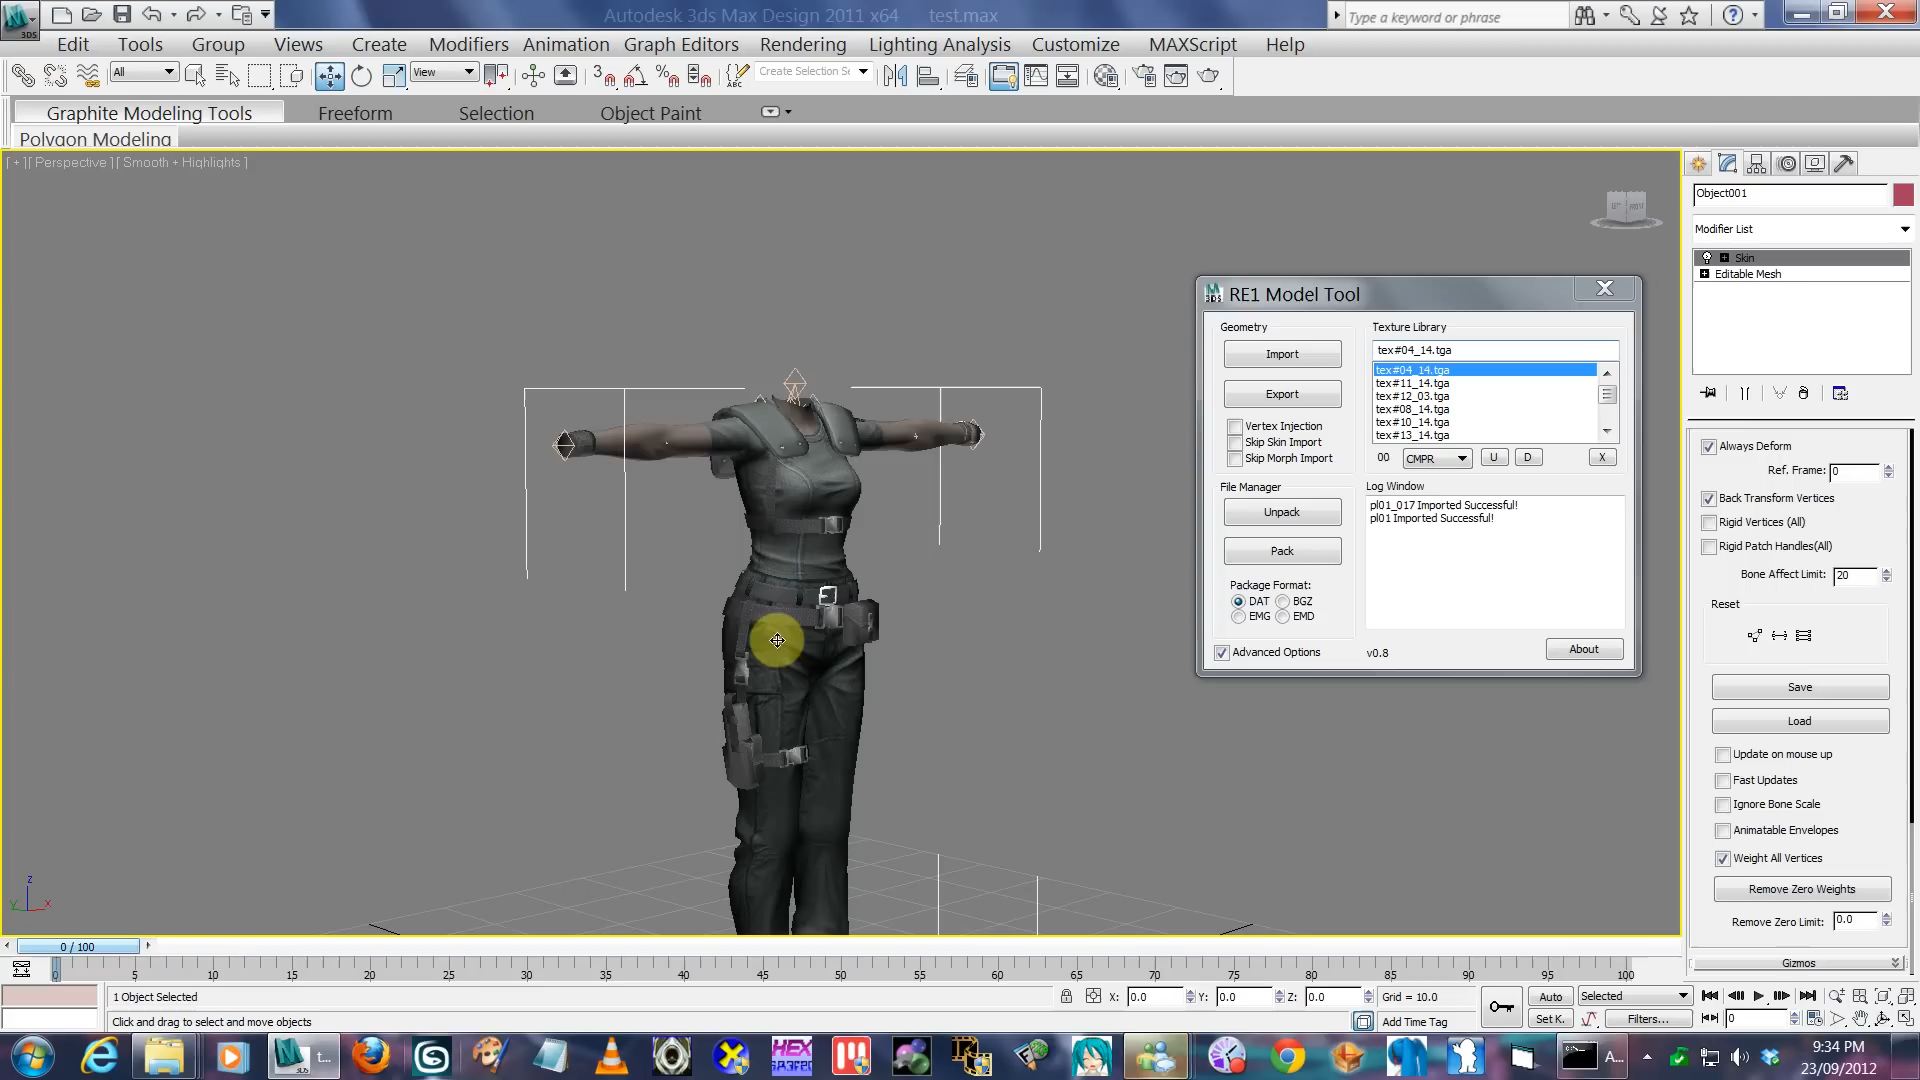 Autodesk 3ds Max Design 2011 x64 test.max
Type a keyword or phrase
Edit Tools Group Views Create Modifiers Animation Graph Editors Rendering Lighting Analysis Customize MAXScript Help
All View Create Selection Se
Graphite Modeling Tools Freeform Selection Object Paint
Polygon Modeling
[ + ][ Perspective ][ Smooth + Highlights ]
RE1 Model Tool
Geometry
Import
Export
Vertex Injection
Skip Skin Import
Skip Morph Import
File Manager
Unpack
Pack
Package Format:
DAT BGZ
EMG EMD
Advanced Options
v0.8
Texture Library
tex#04_14.tga
tex#04_14.tga
tex#11_14.tga
tex#12_03.tga
tex#08_14.tga
tex#10_14.tga
tex#13_14.tga
00 CMPR U D X
Log Window
pl01_017 Imported Successful!
pl01 Imported Successful!
About
Object001
Modifier List
Skin
Editable Mesh
Always Deform
Ref. Frame: 0
Back Transform Vertices
Rigid Vertices (All)
Rigid Patch Handles(All)
Bone Affect Limit: 20
Reset
Save
Load
Update on mouse up
Fast Updates
Ignore Bone Scale
Animatable Envelopes
Weight All Vertices
Remove Zero Weights
Remove Zero Limit: 0.0
Gizmos
z
y x
0 / 100
0 5 10 15 20 25 30 35 40 45 50 55 60 65 70 75 80 85 90 95 100
1 Object Selected X: 0.0 Y: 0.0 Z: 0.0 Grid = 10.0 Auto Selected
Click and drag to select and move objects Add Time Tag Set K. Filters... 0
t... A...
9:34 PM
23/09/2012